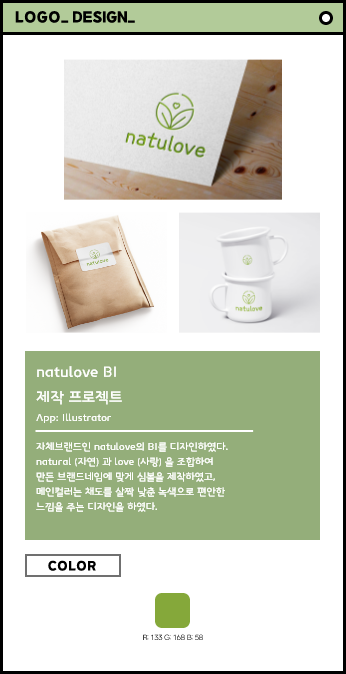 LOGO_ DESIGN_
natulove
natulove
natulove
natulove BI
제작 프로젝트
App: Illustrator
자체브랜드인 natulove의 BI를 디자인하였다.
natural (자연) 과 love (사랑) 을 조합하여
만든 브랜드네임에 맞게 심볼을 제작하였고,
메인컬러는 채도를 살짝 낮춘 녹색으로 편안한
느낌을 주는 디자인을 하였다.
COLOR
R: 133 G: 168 B: 58